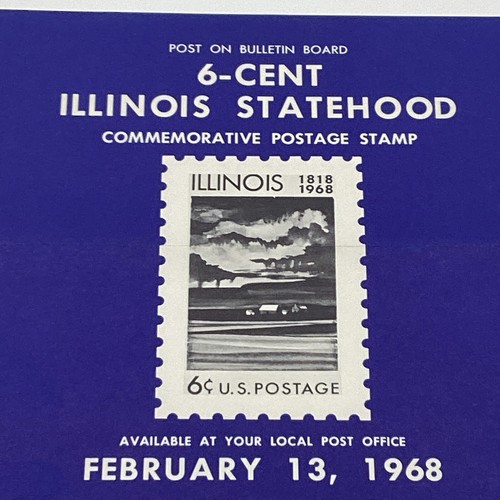 POST ON BULLETIN BOARD
6-CENT
ILLINOIS STATEHOOD
COMMEMORATIVE POSTAGE STAMP
ILLINOIS 1818
1968
6¢ U.S. POSTAGE
AVAILABLE AT YOUR LOCAL POST OFFICE
FEBRUARY 13, 1968